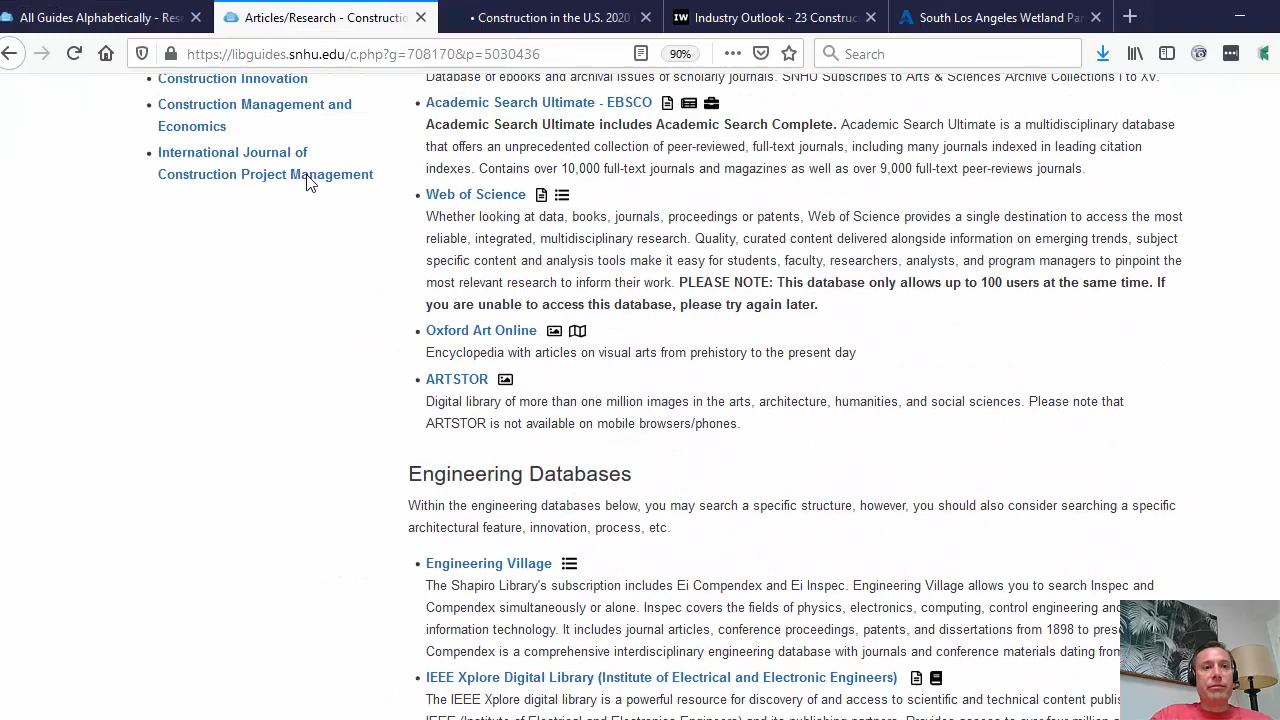 All Guides Alphabetically - Res
Articles/Research - Constructio
Construction in the U.S. 2020
IW Industry Outlook - 23 Construc
South Los Angeles Wetland Par
https://libguides.snhu.edu/c.php?g=708170&p=5030436
90%
Search
Construction Innovation
Construction Management and
Economics
International Journal of
Construction Project Management
Database of ebooks and archival issues of scholarly journals. SNHU Subscribes to Arts & Sciences Archive Collections I to XV.
Academic Search Ultimate - EBSCO
Academic Search Ultimate includes Academic Search Complete. Academic Search Ultimate is a multidisciplinary database
that offers an unprecedented collection of peer-reviewed, full-text journals, including many journals indexed in leading citation
indexes. Contains over 10,000 full-text journals and magazines as well as over 9,000 full-text peer-reviews journals.
Web of Science
Whether looking at data, books, journals, proceedings or patents, Web of Science provides a single destination to access the most
reliable, integrated, multidisciplinary research. Quality, curated content delivered alongside information on emerging trends, subject
specific content and analysis tools make it easy for students, faculty, researchers, analysts, and program managers to pinpoint the
most relevant research to inform their work. PLEASE NOTE: This database only allows up to 100 users at the same time. If
you are unable to access this database, please try again later.
Oxford Art Online
Encyclopedia with articles on visual arts from prehistory to the present day
ARTSTOR
Digital library of more than one million images in the arts, architecture, humanities, and social sciences. Please note that
ARTSTOR is not available on mobile browsers/phones.
Engineering Databases
Within the engineering databases below, you may search a specific structure, however, you should also consider searching a specific
architectural feature, innovation, process, etc.
Engineering Village
The Shapiro Library's subscription includes Ei Compendex and Ei Inspec. Engineering Village allows you to search Inspec and
Compendex simultaneously or alone. Inspec covers the fields of physics, electronics, computing, control engineering and
information technology. It includes journal articles, conference proceedings, patents, and dissertations from 1898 to pres
Compendex is a comprehensive interdisciplinary engineering database with journals and conference materials dating from
IEEE Xplore Digital Library (Institute of Electrical and Electronic Engineers)
The IEEE Xplore digital library is a powerful resource for discovery of and access to scientific and technical content publis